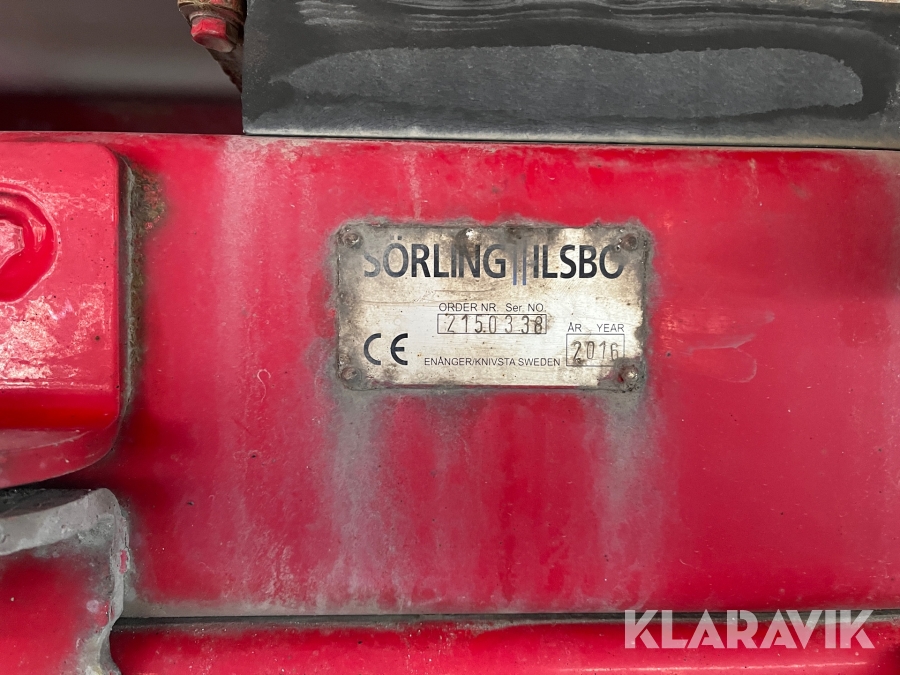 SÖRLING ILSBO
ORDER NR. Ser. NO.
2150338
ÅR YEAR
CE
ENÅNGER/KNIVSTA SWEDEN
2016
KLARAVIK